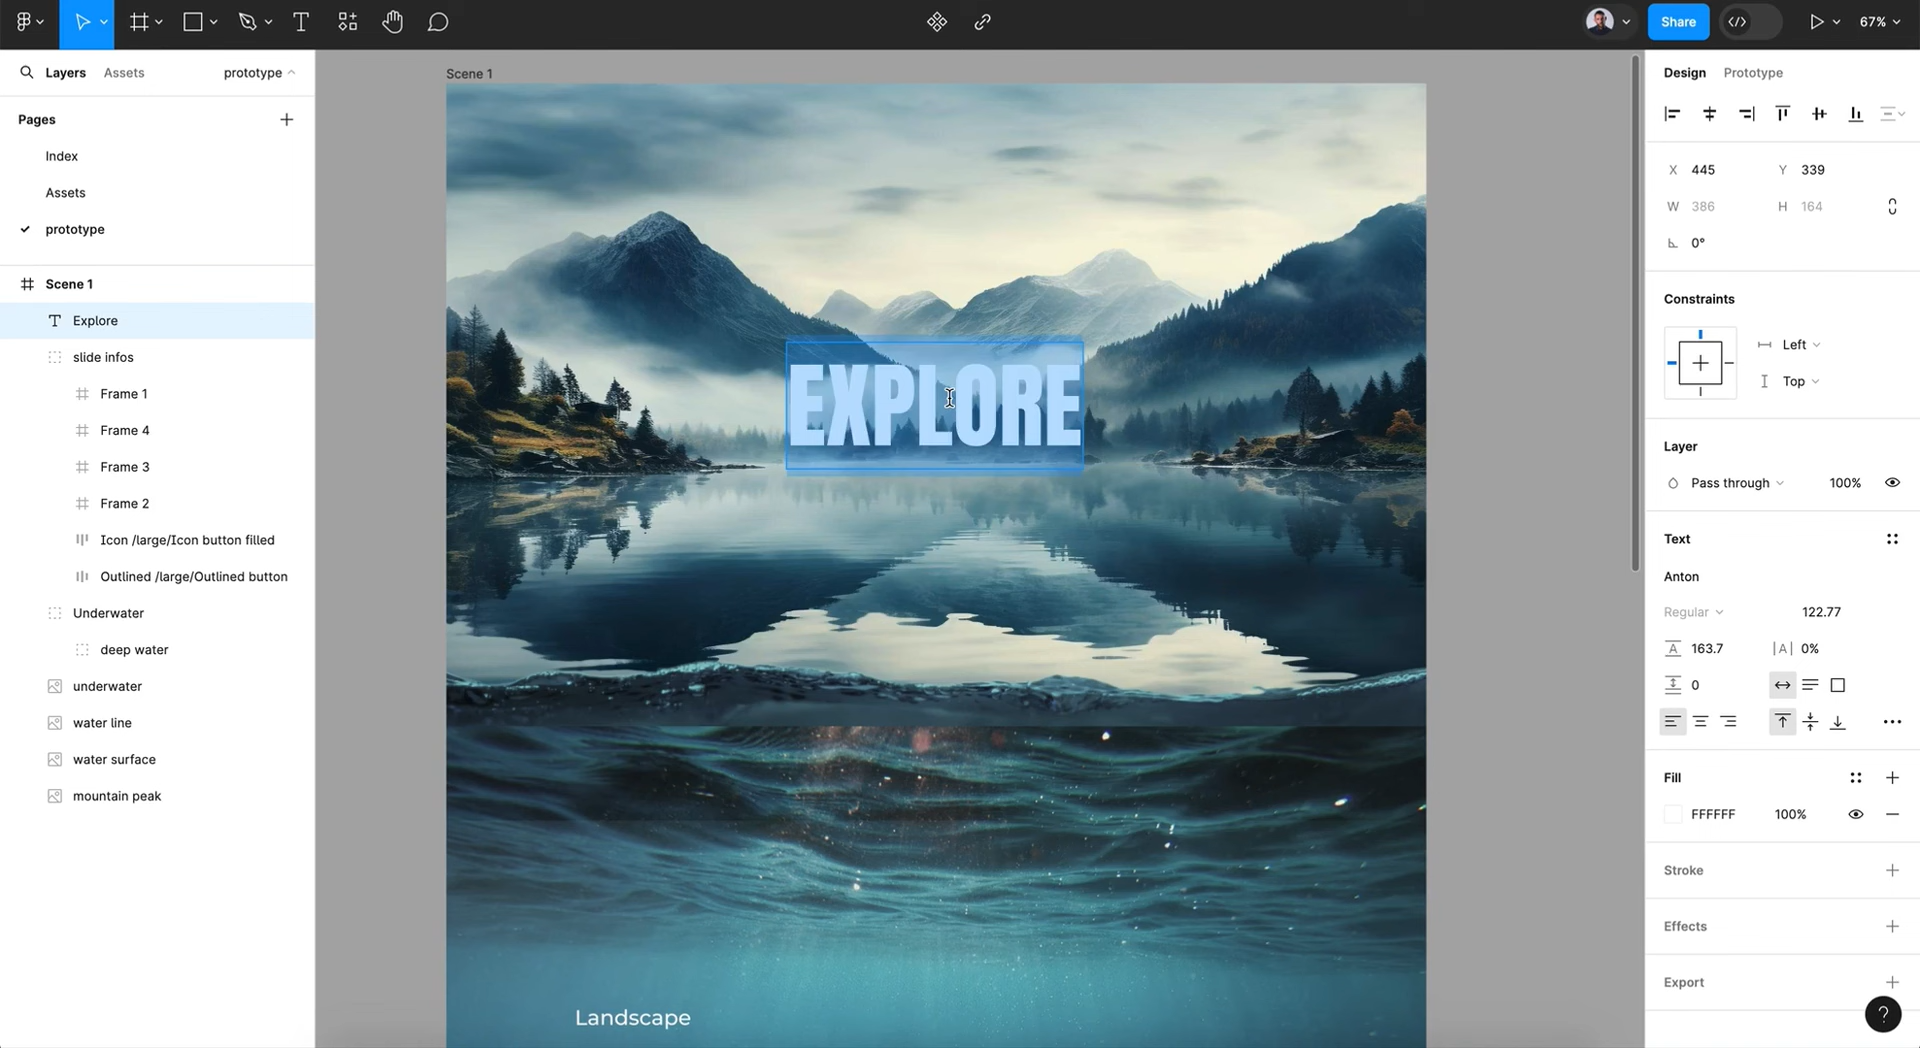 Share
67%
Layers
Assets
prototype
Pages
Index
Assets
prototype
Scene 1
Explore
slide infos
Frame 1
Frame 4
Frame 3
Frame 2
Icon /large/Icon button filled
Outlined /large/Outlined button
Underwater
deep water
underwater
water line
water surface
mountain peak
Scene 1
EXPLORE
Landscape
Design
Prototype
X 445
Y 339
W 386
H 164
0°
Constraints
Left
Top
Layer
Pass through
100%
Text
Anton
Regular
122.77
163.7
|A| 0%
0
Fill
FFFFFF
100%
Stroke
Effects
Export
?